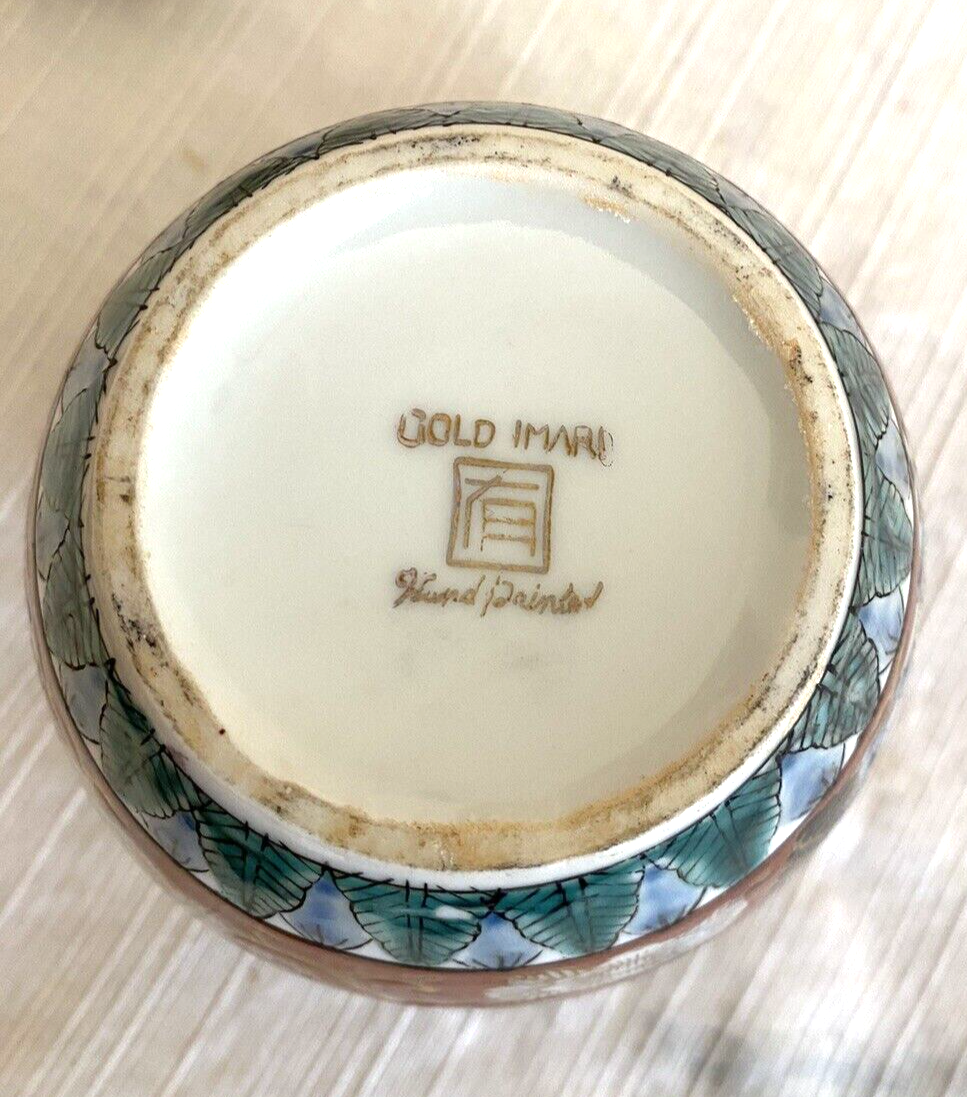 GOLD IMARI
有
Hand Painted